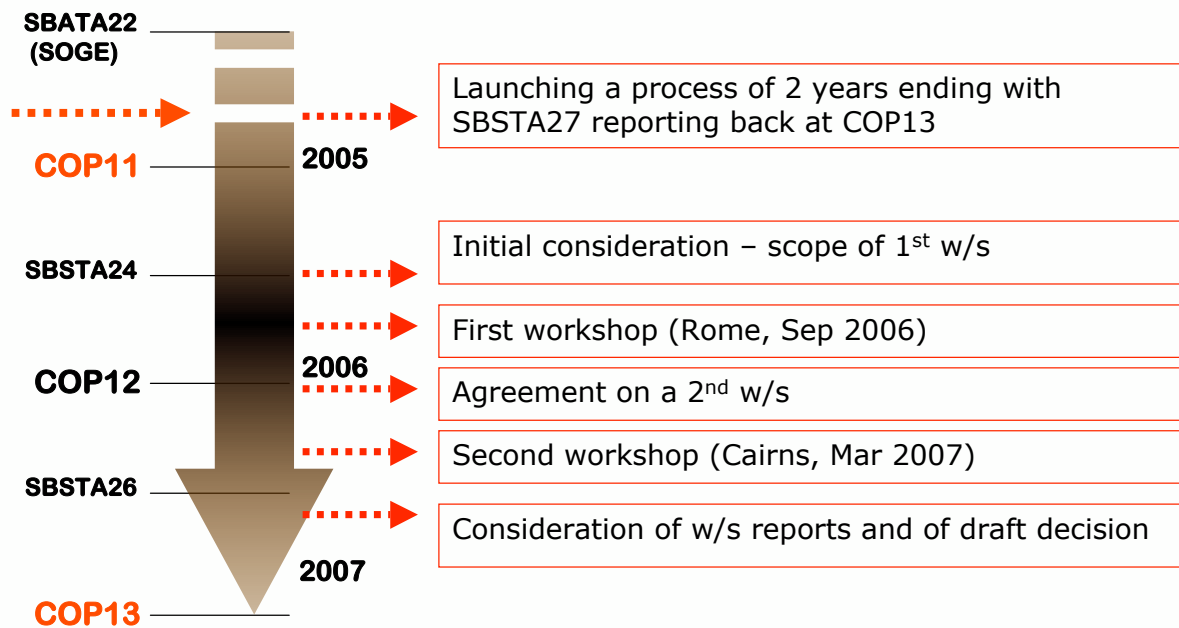 SBATA22
(SOGE)
Launching a process of 2 years ending with
SBSTA27 reporting back at COP13
COP11
2005
SBSTA24
Initial consideration – scope of 1st w/s
First workshop (Rome, Sep 2006)
2006
COP12
Agreement on a 2nd w/s
Second workshop (Cairns, Mar 2007)
SBSTA26
Consideration of w/s reports and of draft decision
2007
COP13